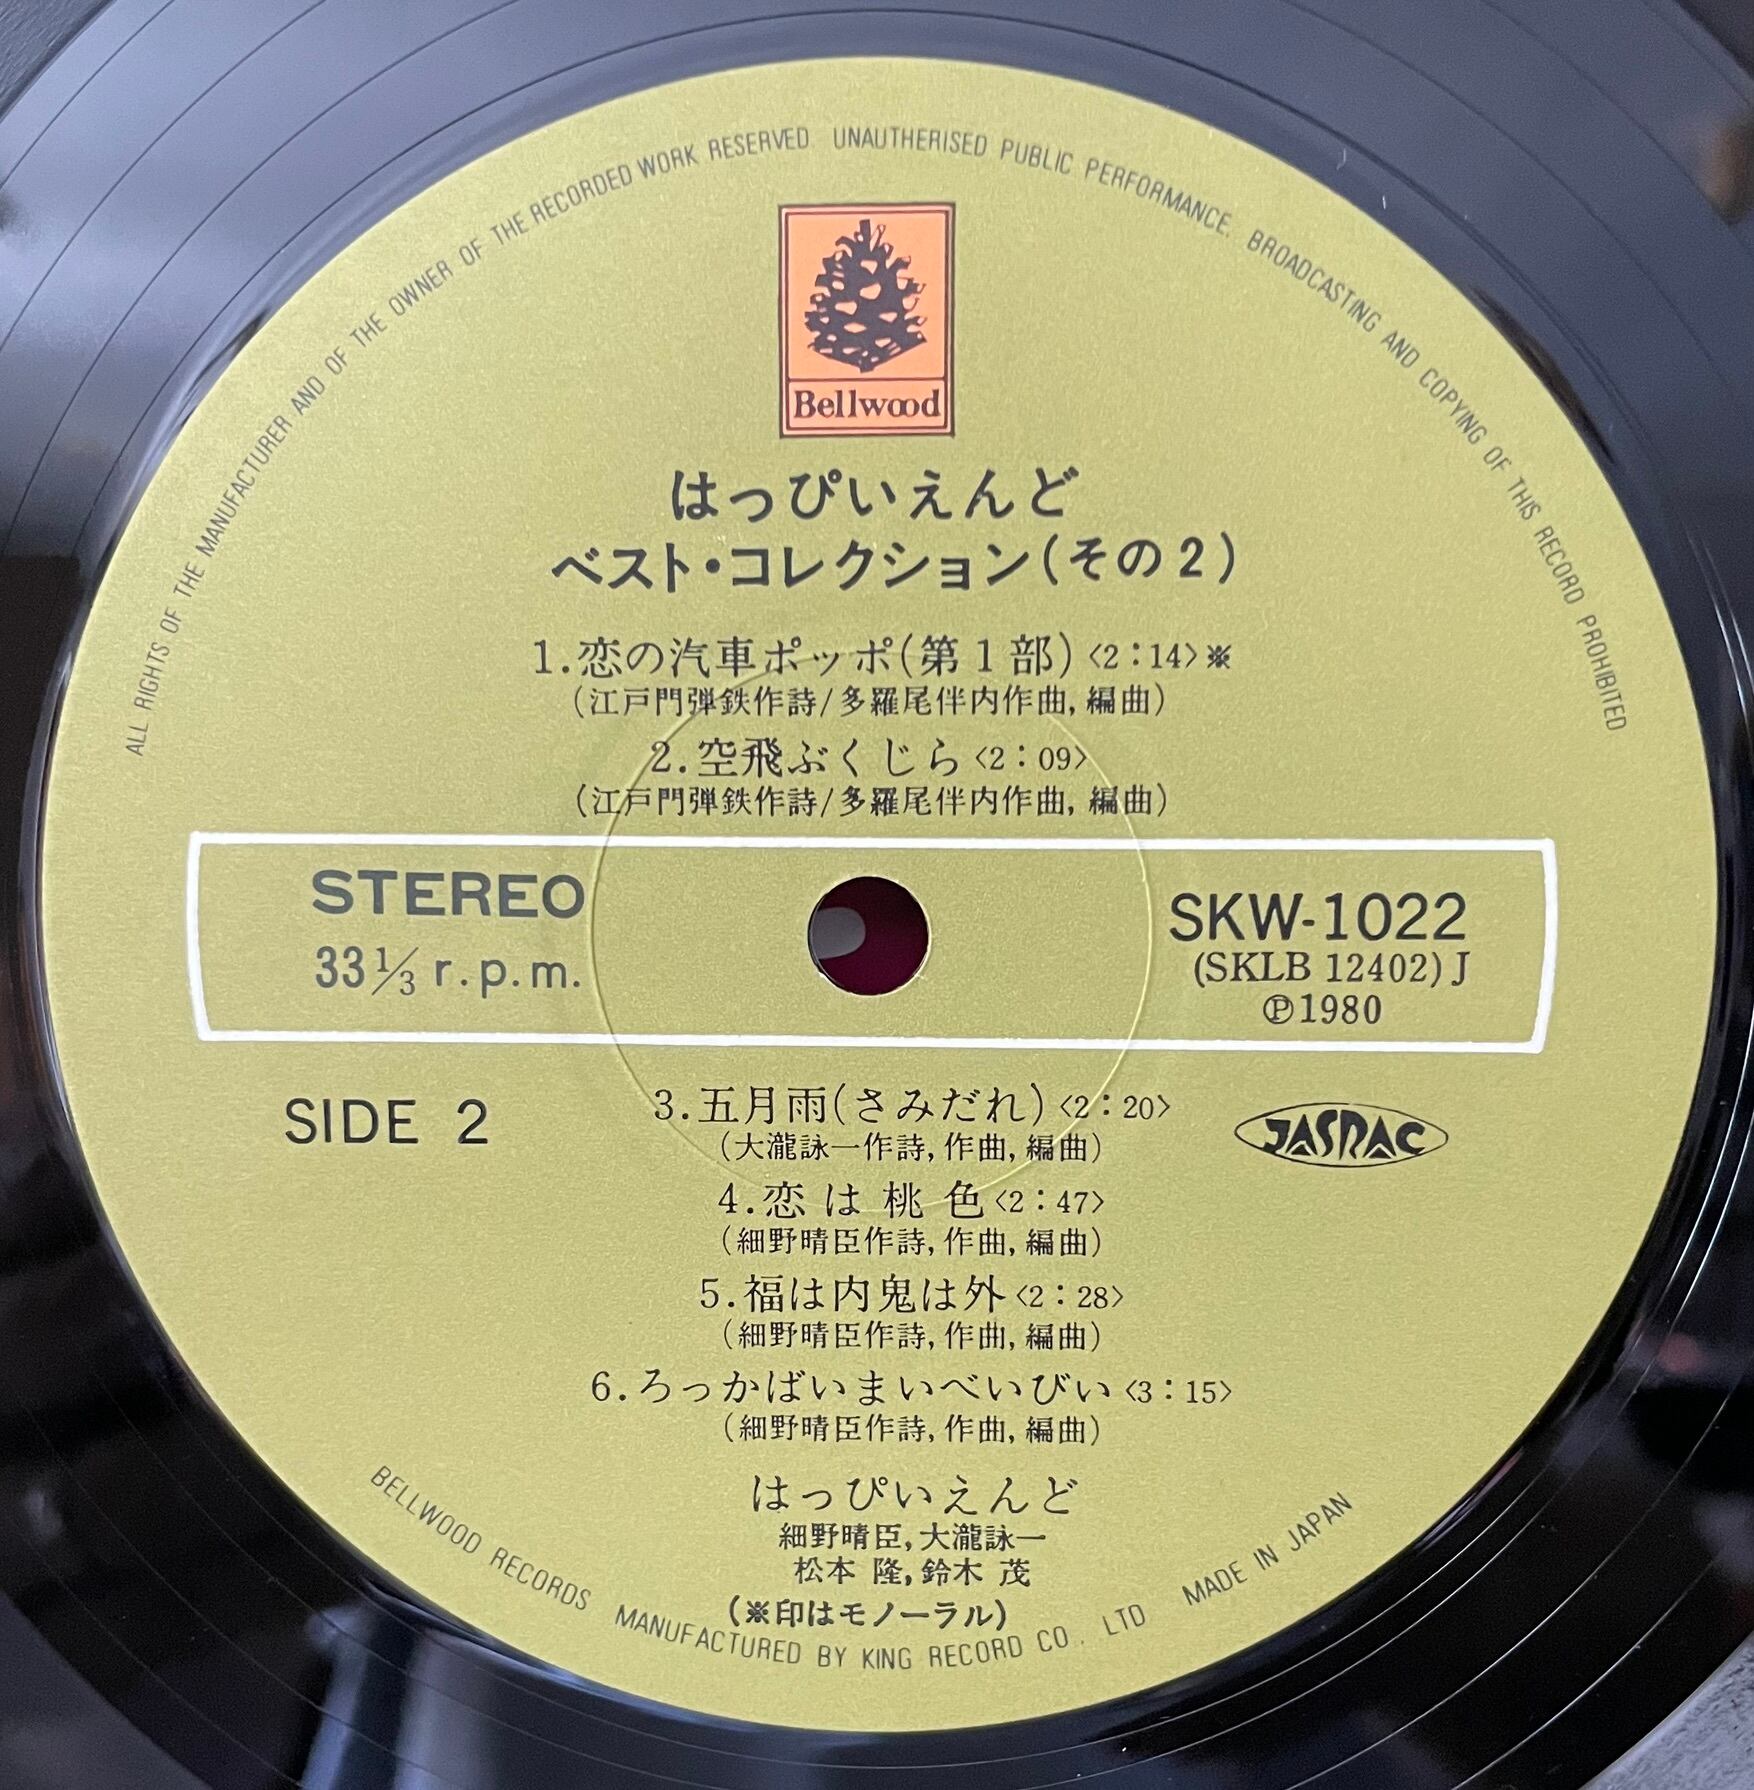 ALL RIGHTS OF THE MANUFACTURER AND OF THE OWNER OF THE RECORDED WORK RESERVED UNAUTHERISED PUBLIC PERFORMANCE. BROADCASTING AND COPYING OF THIS RECORD PROHIBITED
Bellwood
はっぴいえんど
ベスト・コレクション(その2)
1.恋の汽車ポッポ(第1部)〈2：14〉※
(江戸門弾鉄作詩/多羅尾伴内作曲,編曲)
2.空飛ぶくじら〈2：09〉
(江戸門弾鉄作詩/多羅尾伴内作曲,編曲)
STEREO
33⅓ r.p.m.
SKW-1022
(SKLB 12402)J
℗1980
SIDE 2
JASRAC
3.五月雨(さみだれ)〈2：20〉
(大瀧詠一作詩,作曲,編曲)
4.恋は桃色〈2：47〉
(細野晴臣作詩,作曲,編曲)
5.福は内鬼は外〈2：28〉
(細野晴臣作詩,作曲,編曲)
6.ろっかばいまいべいびい〈3：15〉
(細野晴臣作詩,作曲,編曲)
はっぴいえんど
細野晴臣,大瀧詠一
松本 隆,鈴木 茂
(※印はモノーラル)
BELLWOOD RECORDS MANUFACTURED BY KING RECORD CO., LTD MADE IN JAPAN